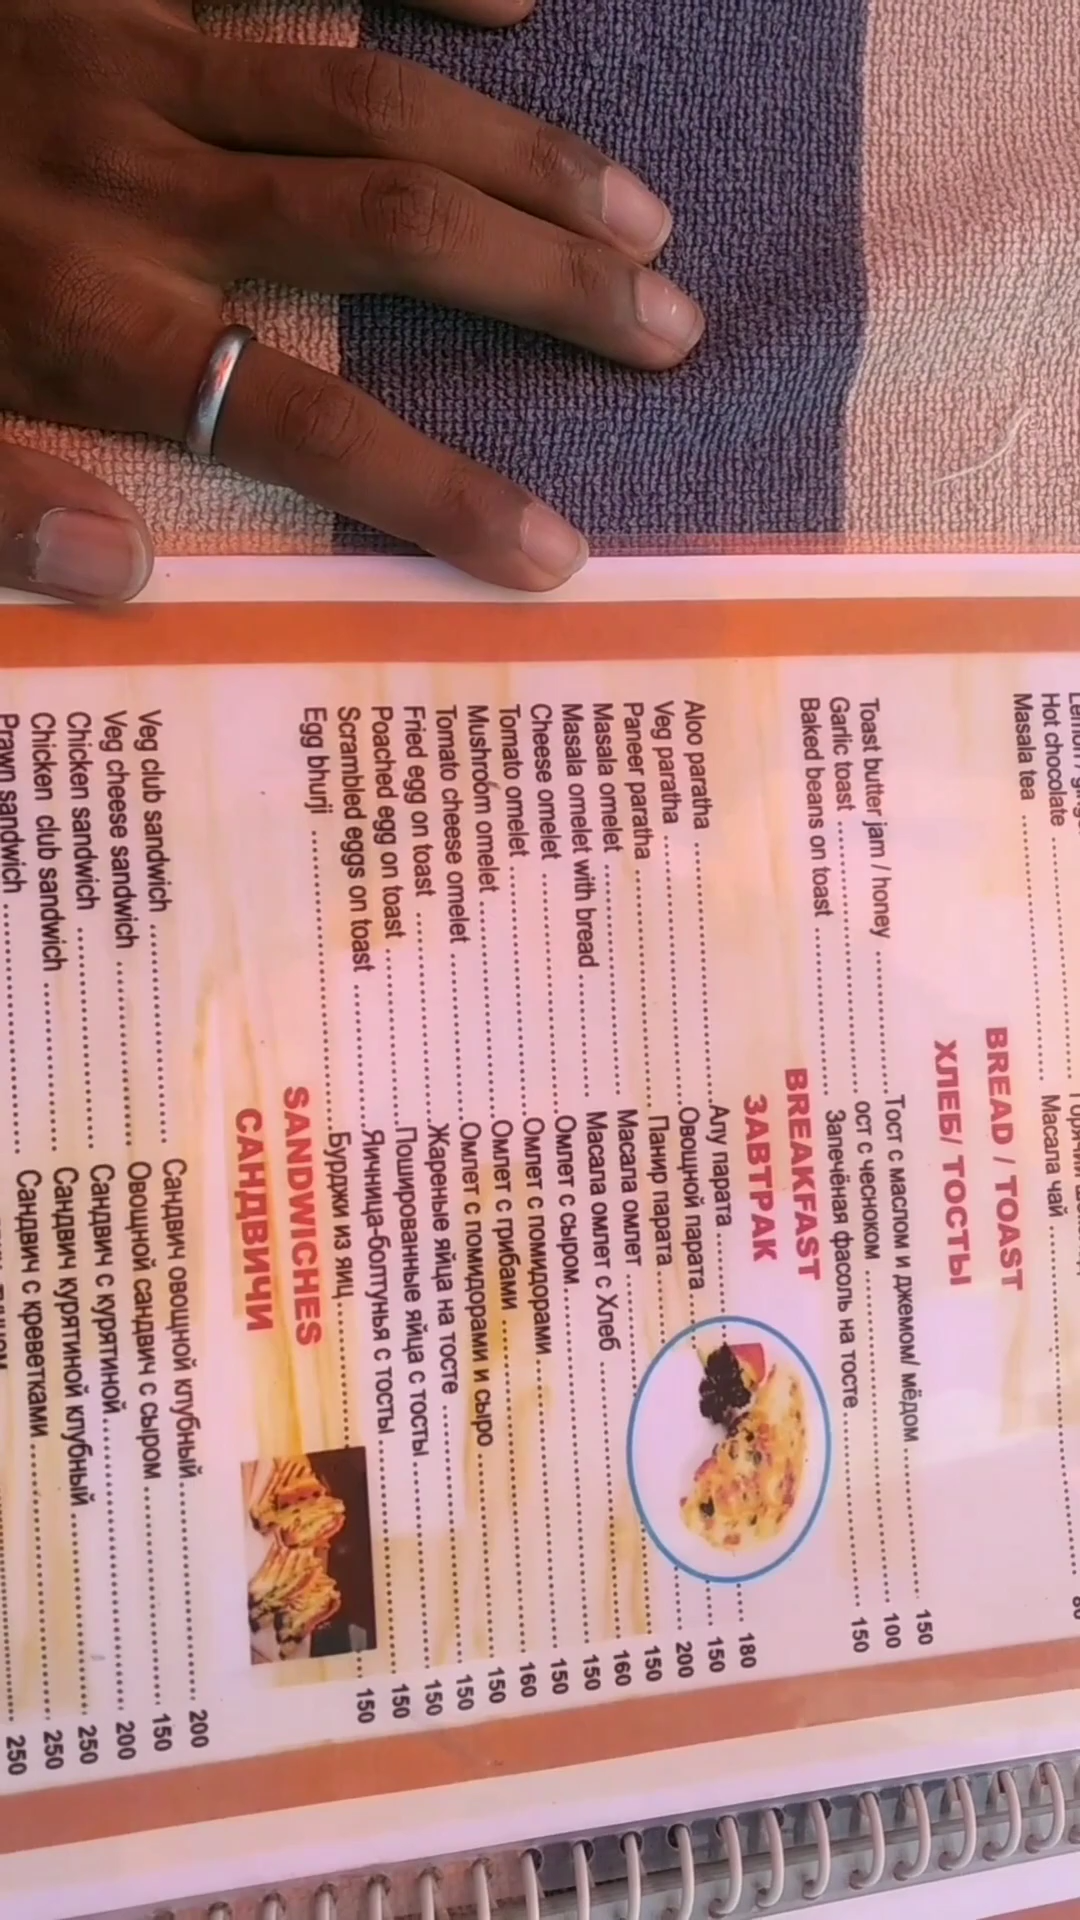 Hot chocolate
Masala tea ........ Масала чай ........ 80
BREAD / TOAST
ХЛЕБ/ ТОСТЫ
Toast butter jam / honey ........ Тост с маслом и джемом/ мёдом ........ 150
Garlic toast ........ ост с чесноком ........ 100
Baked beans on toast ........ Запечёная фасоль на тосте ........ 150
BREAKFAST
ЗАВТРАК
Aloo paratha ........ Алу парата ........ 180
Veg paratha ........ Овощной парата ........ 150
Paneer paratha ........ Панир парата ........ 200
Masala omelet ........ Масала омлет ........ 150
Masala omelet with bread ........ Масала омлет с Хлеб ........ 160
Cheese omelet ........ Омлет с сыром ........ 150
Tomato omelet ........ Омлет с помидорами ........ 150
Mushroom omelet ........ Омлет с грибами ........ 160
Tomato cheese omelet ........ Омлет с помидорами и сыро ........ 150
Fried egg on toast ........ Жареные яйца на тосте ........ 150
Poached egg on toast ........ Пошированные яйца с тосты ........ 150
Scrambled eggs on toast ........ Яичница-болтунья с тосты ........ 150
Egg bhurji ........ Бурджи из яиц ........ 150
SANDWICHES
САНДВИЧИ
Veg club sandwich ........ Сандвич овощной клубный ........ 200
Veg cheese sandwich ........ Овощной сандвич с сыром ........ 150
Chicken sandwich ........ Сандвич с курятиной ........ 200
Chicken club sandwich ........ Сандвич курятиной клубный ........ 250
Prawn sandwich ........ Сандвич с креветками ........ 250
250